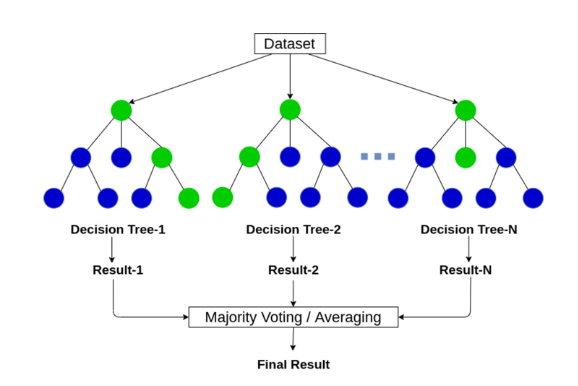 Dataset
Decision Tree-1
Decision Tree-2
Decision Tree-N
Result-1
Result-2
Result-N
Majority Voting / Averaging
Final Result